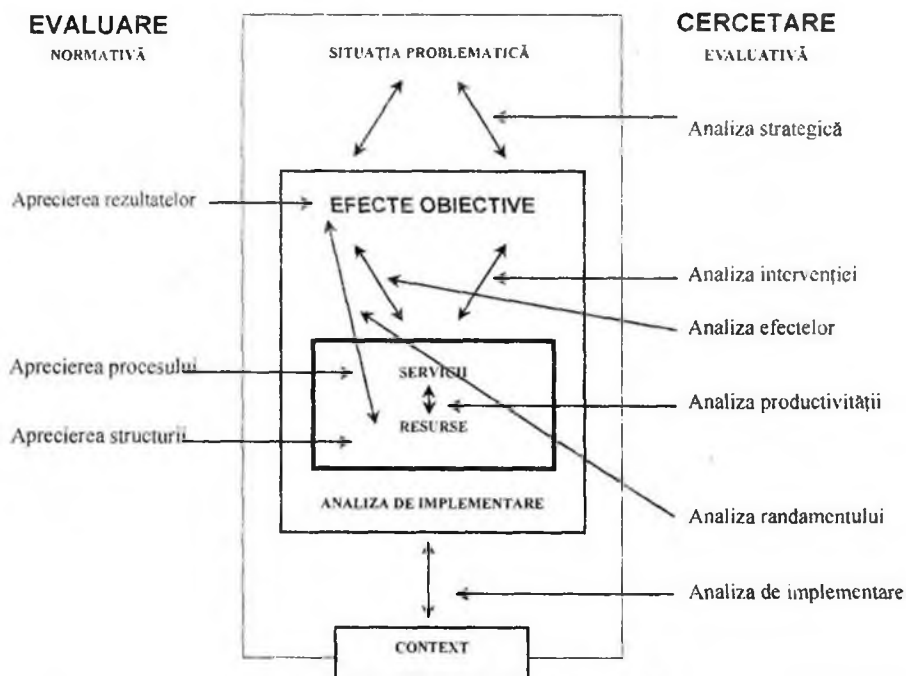 EVALUARE
NORMATIVĂ
SITUAȚIA PROBLEMATICĂ
CERCETARE
EVALUATIVĂ
Analiza strategică
Aprecierea rezultatelor
EFECTE OBIECTIVE
Analiza intervenției
Analiza efectelor
Aprecierea procesului
SERVICII
Analiza productivității
Aprecierea structurii
RESURSE
ANALIZA DE IMPLEMENTARE
Analiza randamentului
Analiza de implementare
CONTEXT